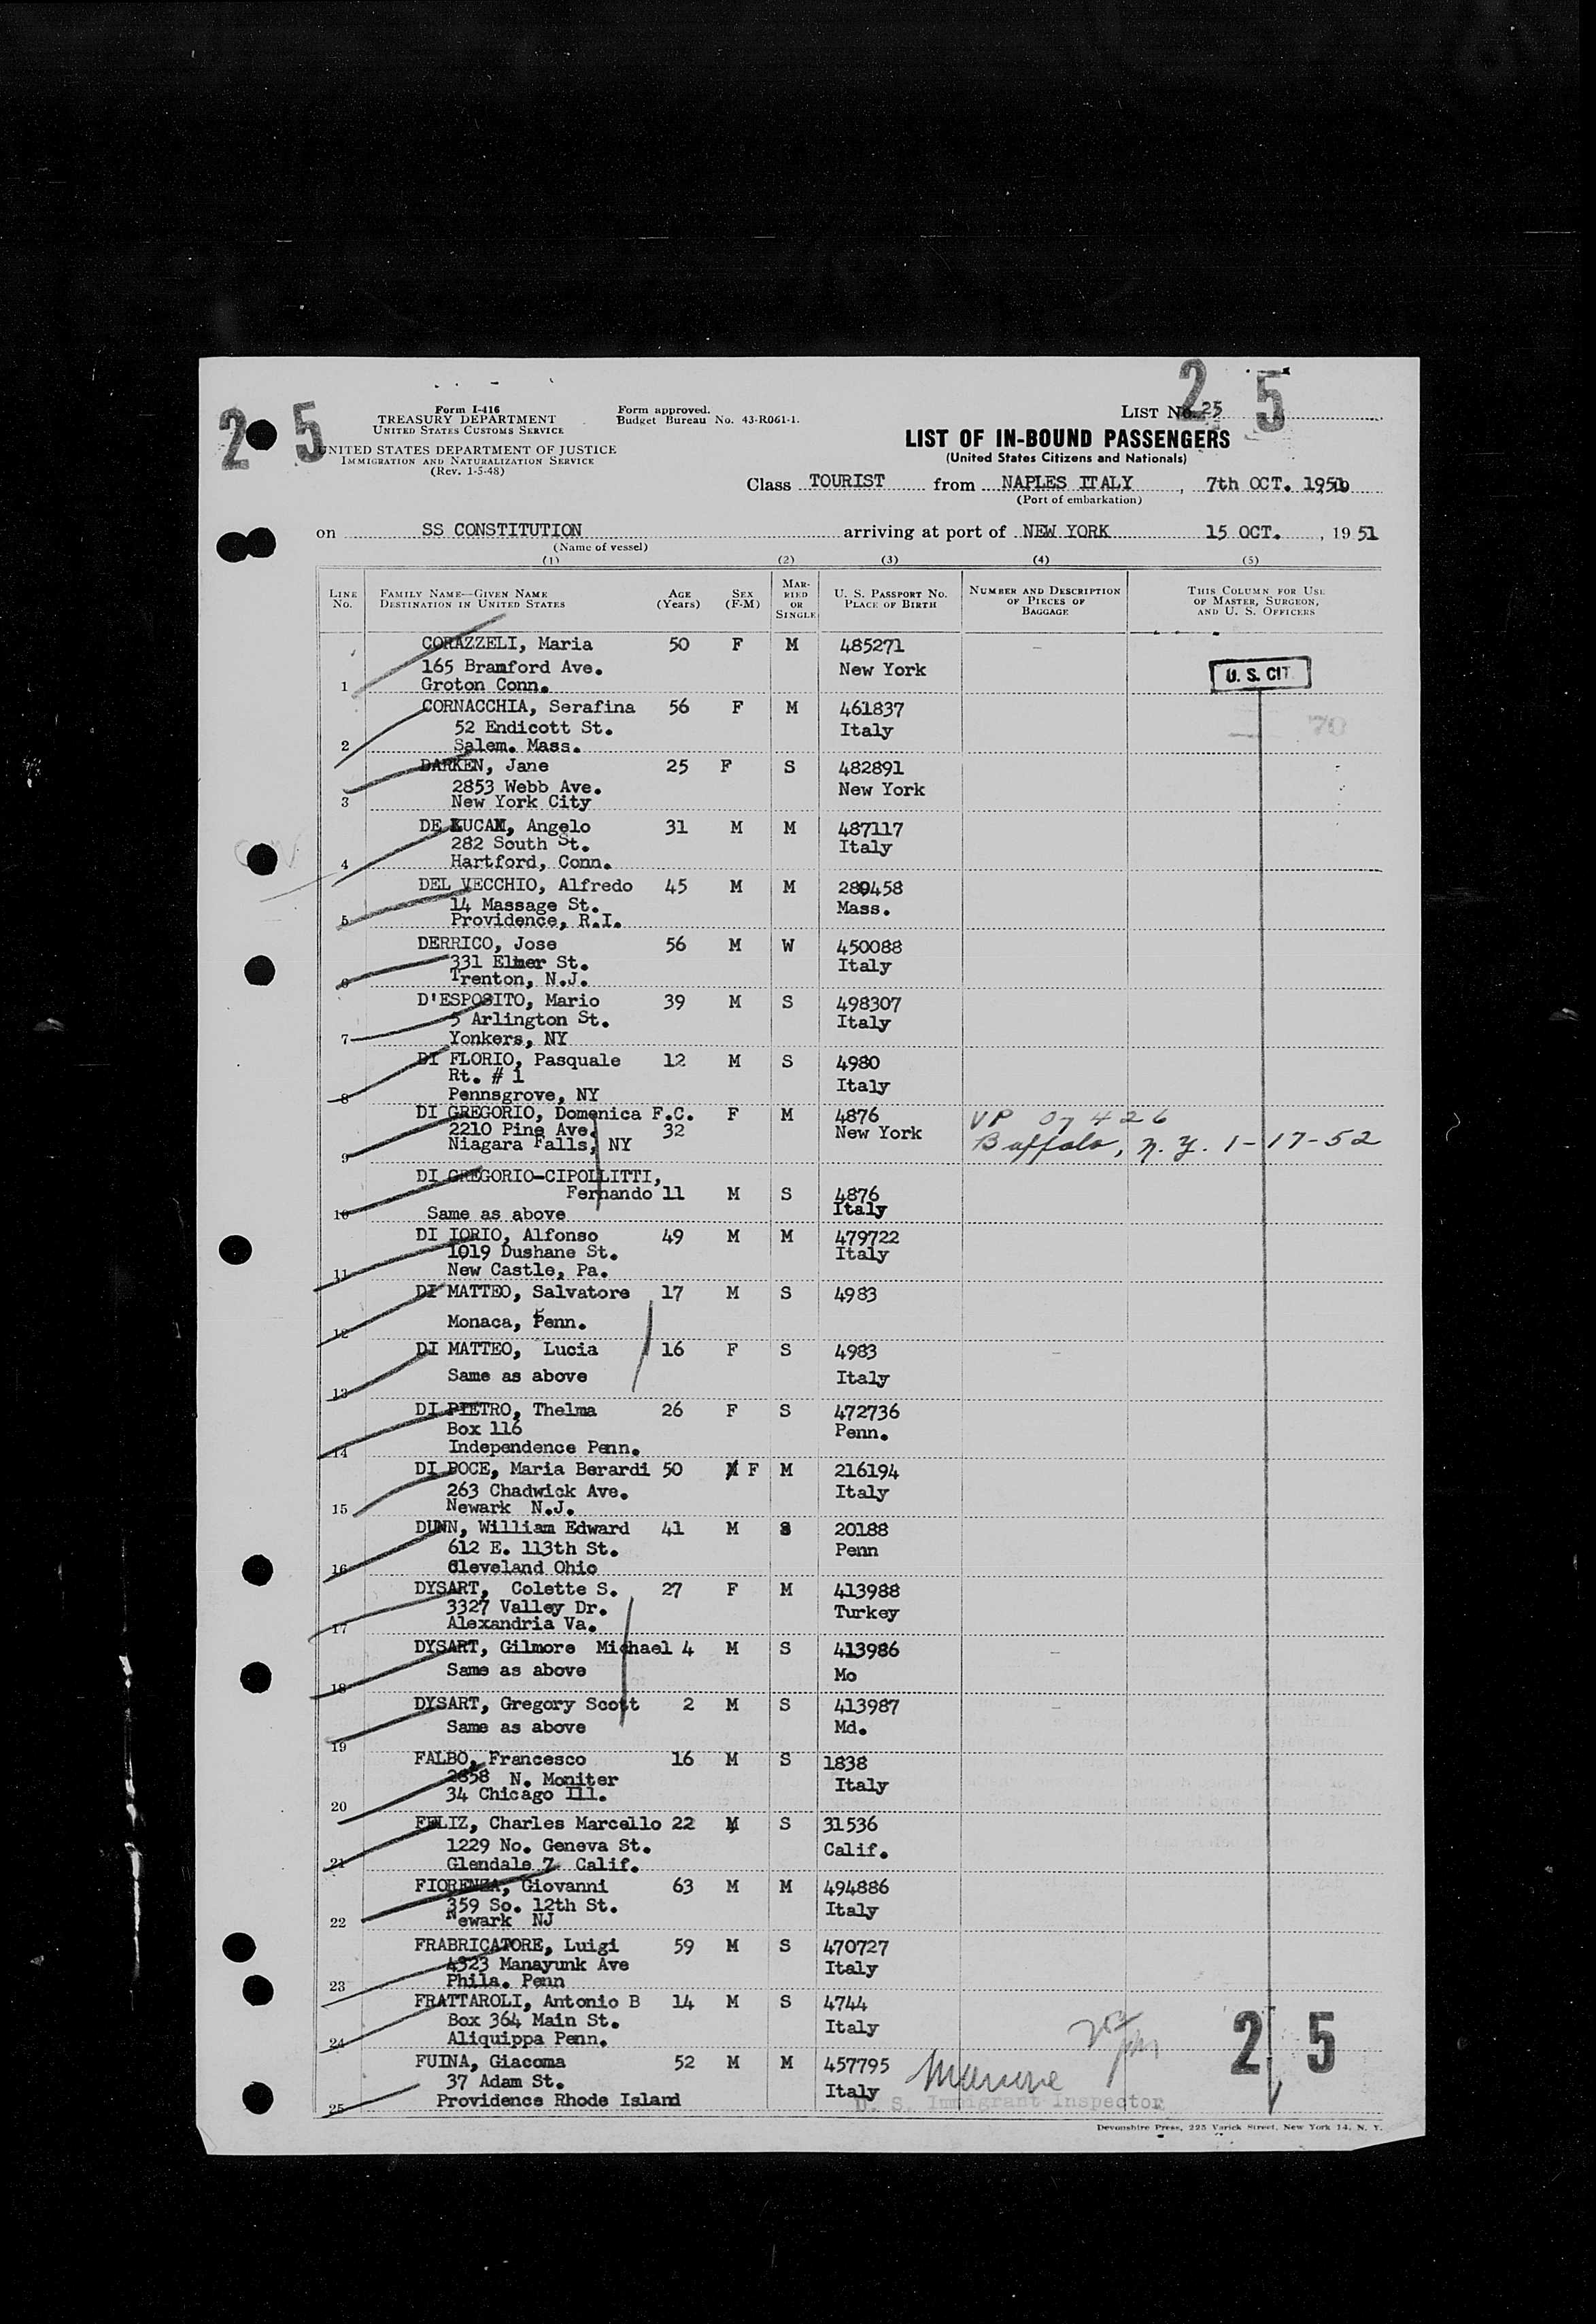 2 5
2 5
Form I-416
TREASURY DEPARTMENT
UNITED STATES CUSTOMS SERVICE
UNITED STATES DEPARTMENT OF JUSTICE
IMMIGRATION AND NATURALIZATION SERVICE
(Rev. 1-5-48)
Form approved.
Budget Bureau No. 43-R061-1.
LIST No. 25
LIST OF IN-BOUND PASSENGERS
(United States Citizens and Nationals)
Class TOURIST from NAPLES ITALY, 7th OCT. 1951
(Port of embarkation)
on SS CONSTITUTION arriving at port of NEW YORK 15 OCT., 1951
(Name of vessel)
(1) (2) (3) (4) (5)
LINE No. FAMILY NAME—GIVEN NAME DESTINATION IN UNITED STATES AGE (Years) SEX (F-M) MARRIED OR SINGLE U. S. PASSPORT NO. PLACE OF BIRTH NUMBER AND DESCRIPTION OF PIECES OF BAGGAGE THIS COLUMN FOR USE OF MASTER, SURGEON, AND U. S. OFFICERS
CORAZZELI, Maria 50 F M 485271
165 Bramford Ave. New York U. S. CIT.
1 Groton Conn.
CORNACCHIA, Serafina 56 F M 461837
52 Endicott St. Italy 70
2 Salem. Mass.
DARKEN, Jane 25 F S 482891
2853 Webb Ave. New York
3 New York City
DE LUCA, Angelo 31 M M 487117
282 South St. Italy
4 Hartford, Conn.
DEL VECCHIO, Alfredo 45 M M 280458
14 Massage St. Mass.
5 Providence, R.I.
DERRICO, Jose 56 M W 450088
331 Elmer St. Italy
6 Trenton, N.J.
D'ESPOSITO, Mario 39 M S 498307
5 Arlington St. Italy
7 Yonkers, NY
DI FLORIO, Pasquale 12 M S 4980
Rt. # 1 Italy
8 Pennsgrove, NY
DI GREGORIO, Domenica F.C. F M 4876 VP 07426
2210 Pine Ave. 32 New York Buffalo, N.Y. 1-17-52
9 Niagara Falls, NY
DI GREGORIO-CIPOLLITTI,
Fernando 11 M S 4876
10 Same as above Italy
DI IORIO, Alfonso 49 M M 479722
1019 Dushane St. Italy
11 New Castle, Pa.
DI MATTEO, Salvatore 17 M S 4983
12 Monaca, Penn.
DI MATTEO, Lucia 16 F S 4983
13 Same as above Italy
DI PIETRO, Thelma 26 F S 472736
Box 116 Penn.
14 Independence Penn.
DI POCE, Maria Berardi 50 F M 216194
263 Chadwick Ave. Italy
15 Newark N.J.
DUNN, William Edward 41 M S 20188
612 E. 113th St. Penn
16 Cleveland Ohio
DYSART, Colette S. 27 F M 413988
3327 Valley Dr. Turkey
17 Alexandria Va.
DYSART, Gilmore Michael 4 M S 413986
18 Same as above Mo
DYSART, Gregory Scott 2 M S 413987
19 Same as above Md.
FALBO, Francesco 16 M S 1838
2858 N. Moniter Italy
20 34 Chicago Ill.
FELIZ, Charles Marcello 22 M S 31536
1229 No. Geneva St. Calif.
21 Glendale 7 Calif.
FIORENZA, Giovanni 63 M M 494886
359 So. 12th St. Italy
22 Newark NJ
FRABRICATORE, Luigi 59 M S 470727
4323 Manayunk Ave Italy
23 Phila. Penn
FRATTAROLI, Antonio B 14 M S 4744
Box 364 Main St. Italy
24 Aliquippa Penn. 2 5
FUINA, Giacoma 52 M M 457795
37 Adam St. Italy
25 Providence Rhode Island
U. S. Immigrant Inspector
Devonshire Press, 225 Varick Street, New York 14, N. Y.